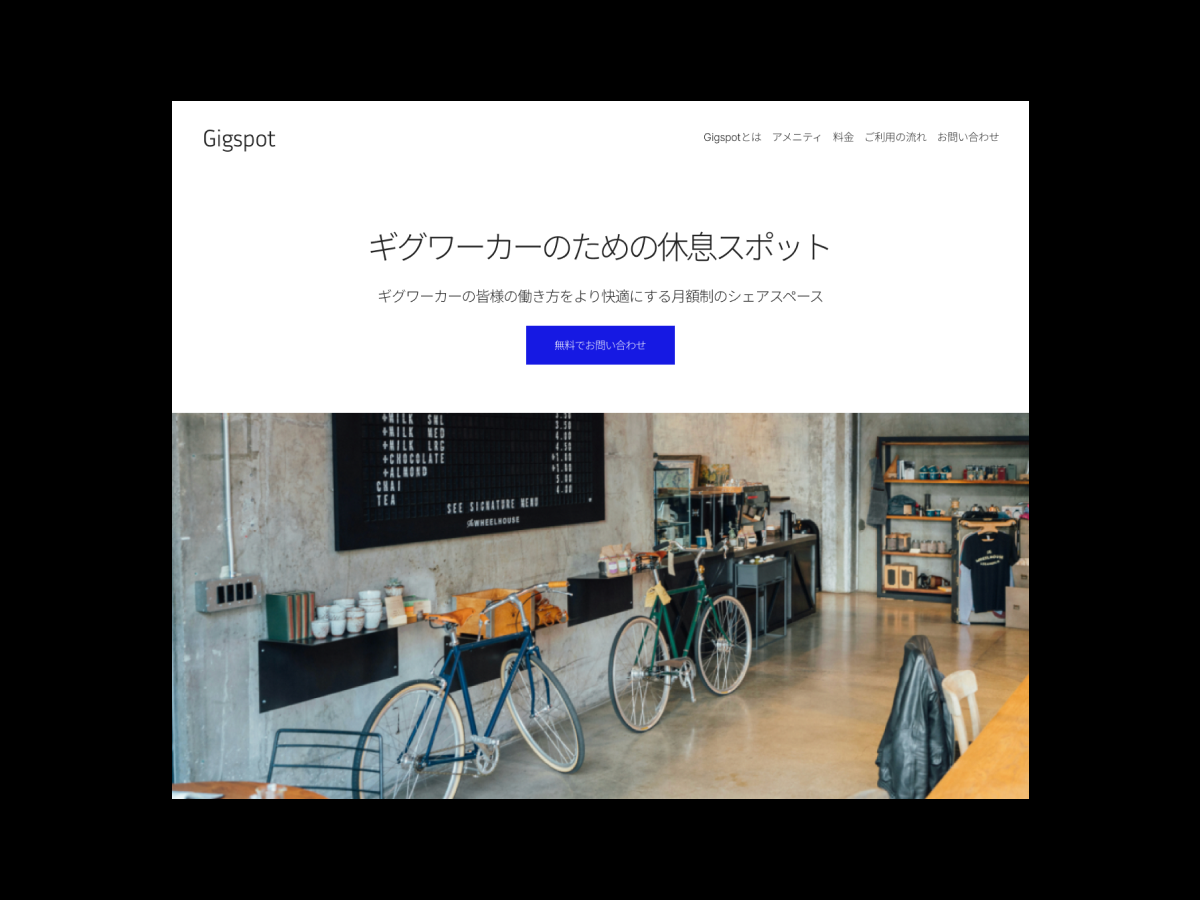 Gigspot
Gigspotとは アメニティ 料金 ご利用の流れ お問い合わせ
ギグワーカーのための休息スポット
ギグワーカーの皆様の働き方をより快適にする月額制のシェアスペース
無料でお問い合わせ
+MILK SML 3.50
+MILK MED 4.00
+MILK LRG 4.50
+CHOCOLATE +1.00
+ALMOND +1.00
CHAI 4.00
TEA
SEE SIGNATURE MENU
The WHEELHOUSE
WHEELHOUSE